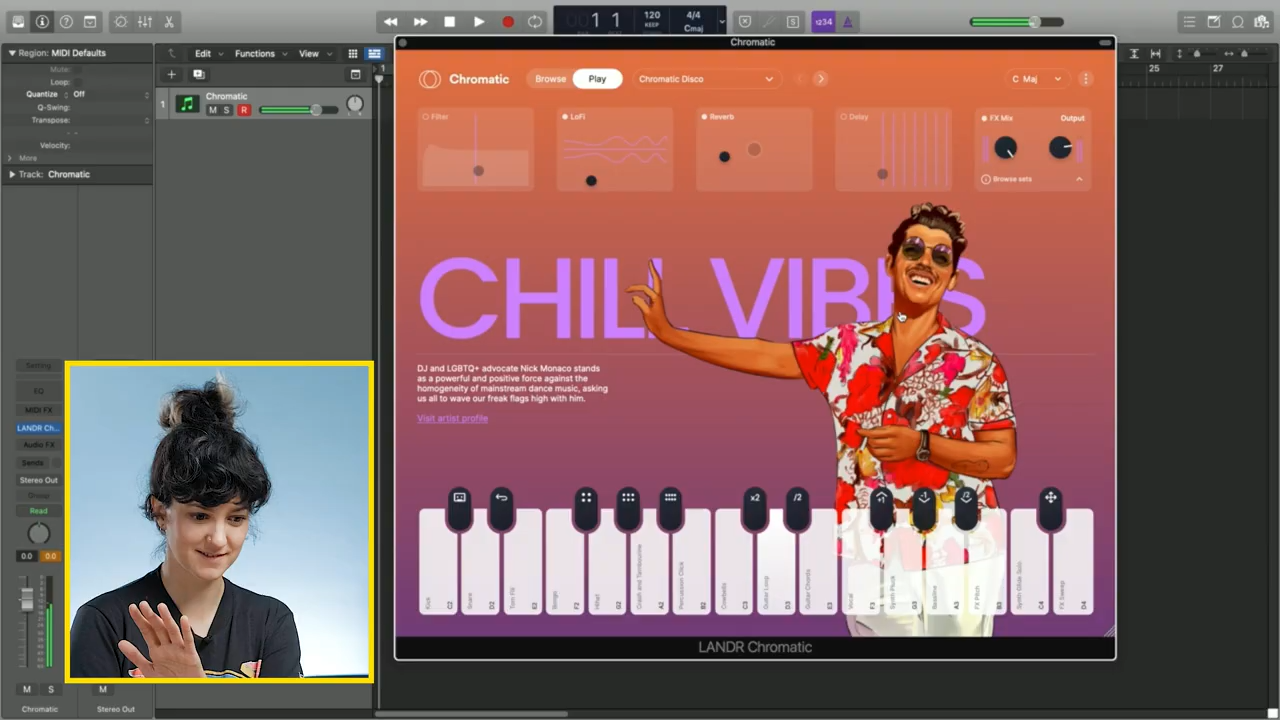 1 1
120
KEEP
4/4
Cmaj
1234
Region: MIDI Defaults
Mute:
Loop:
Quantize
Off
Q-Swing:
Transpose:
Velocity:
More
Track: Chromatic
Edit
Functions
View
1
25
27
1
Chromatic
M S R
Chromatic
Chromatic
Browse
Play
Chromatic Disco
C Maj
Filter
LoFi
Reverb
Delay
FX Mix
Output
Browse sets
CHILL VIBES
DJ and LGBTQ+ advocate Nick Monaco stands
as a powerful and positive force against the
homogeneity of mainstream dance music, asking
us all to wave our freak flags high with him.
Visit artist profile
x2
/2
Kick
C2
Snare
D2
Tom Fill
E2
Bongo
F2
Hihat
G2
Crash and Tambourine
A2
Percussion Click
B2
Cowbells
C3
Guitar Loop
D3
Guitar Chords
E3
Vocal
F3
Synth Pluck
G3
Bassline
A3
FX Pitch
B3
Synth Glide Solo
C4
FX Sweep
D4
LANDR Chromatic
Setting
EQ
MIDI FX
LANDR Ch...
Audio FX
Sends
Stereo Out
Group
Read
0.0
0.0
M S
M
Chromatic
Stereo Out